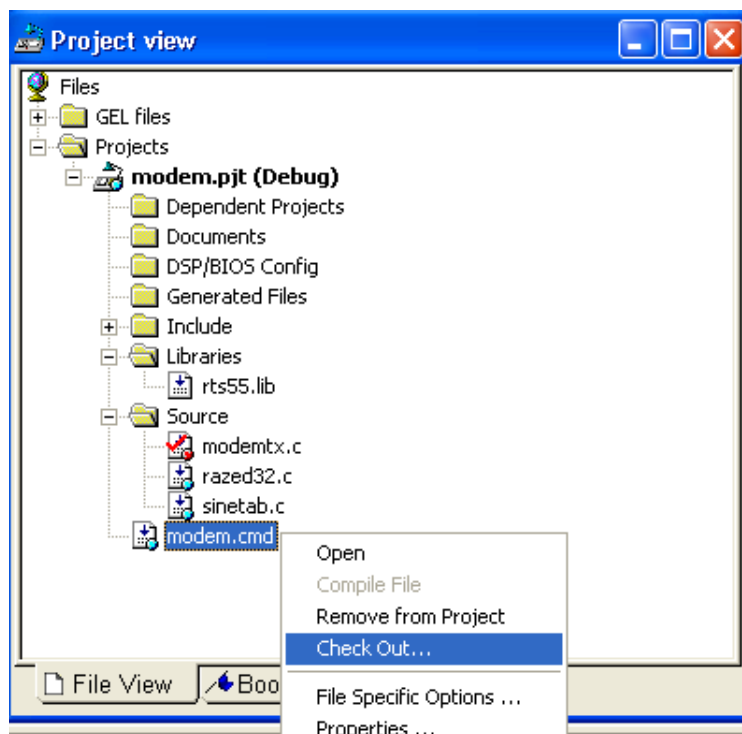 Project view
Files
GEL files
Projects
modem.pjt (Debug)
Dependent Projects
Documents
DSP/BIOS Config
Generated Files
Include
Libraries
rts55.lib
Source
modemtx.c
razed32.c
sinetab.c
modem.cmd
Open
Compile File
Remove from Project
Check Out...
File Specific Options ...
Properties ...
File View
Boo